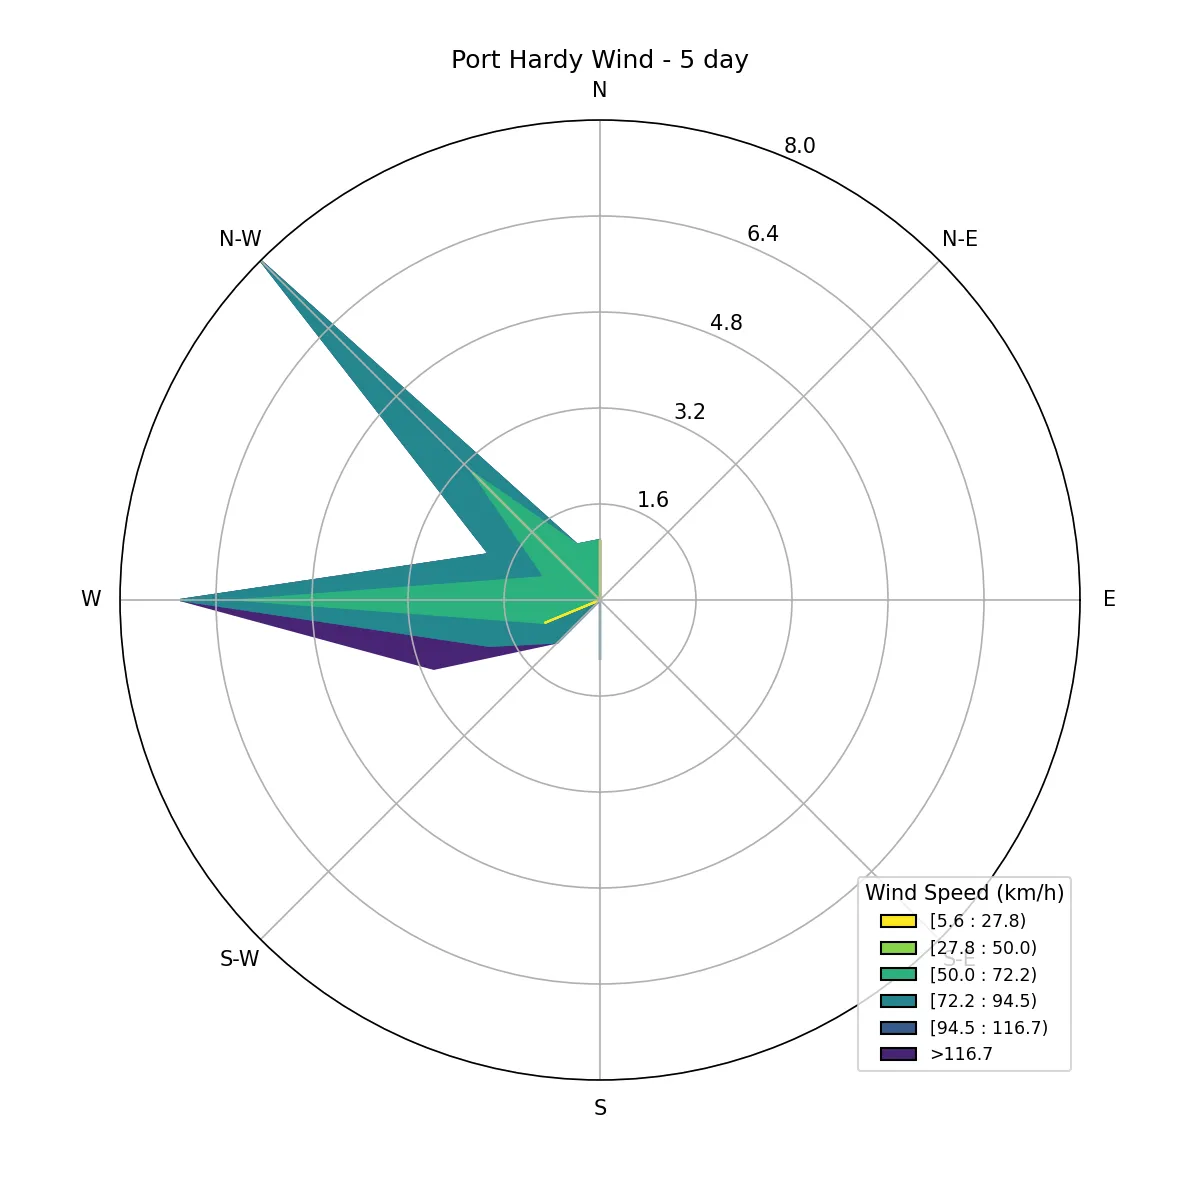 Port Hardy Wind - 5 day
N
8.0
N-W
N-E
6.4
4.8
3.2
1.6
W
E
Wind Speed (km/h)
[5.6 : 27.8)
[27.8 : 50.0)
S-W
S-E
[50.0 : 72.2)
[72.2 : 94.5)
[94.5 : 116.7)
>116.7
S